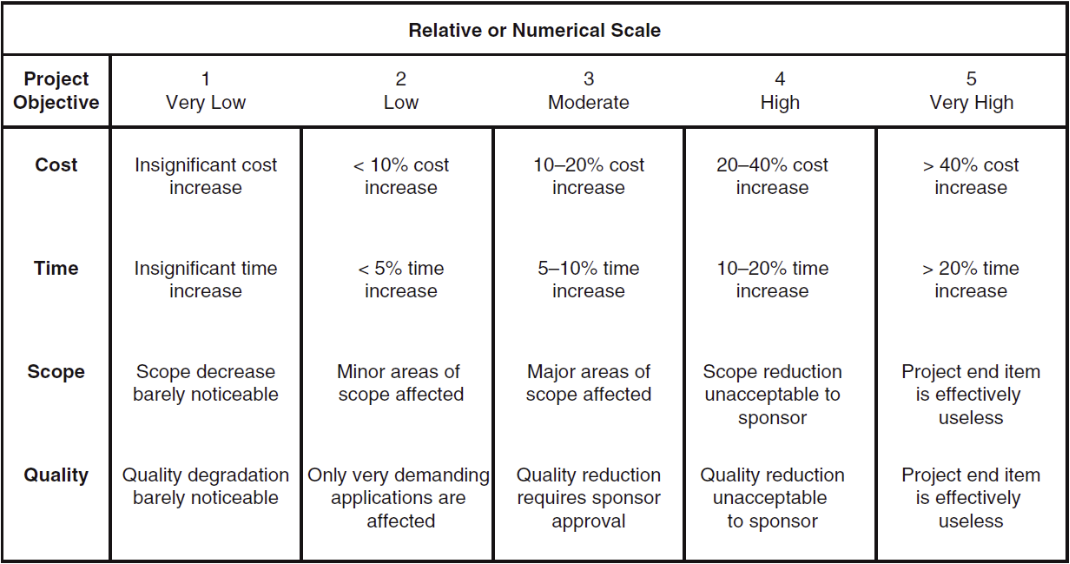 Relative or Numerical Scale
Project
Objective
1
Very Low
2
Low
3
Moderate
4
High
5
Very High
Cost
Insignificant cost
increase
< 10% cost
increase
10–20% cost
increase
20–40% cost
increase
> 40% cost
increase
Time
Insignificant time
increase
< 5% time
increase
5–10% time
increase
10–20% time
increase
> 20% time
increase
Scope
Scope decrease
barely noticeable
Minor areas of
scope affected
Major areas of
scope affected
Scope reduction
unacceptable to
sponsor
Project end item
is effectively
useless
Quality
Quality degradation
barely noticeable
Only very demanding
applications are
affected
Quality reduction
requires sponsor
approval
Quality reduction
unacceptable
to sponsor
Project end item
is effectively
useless